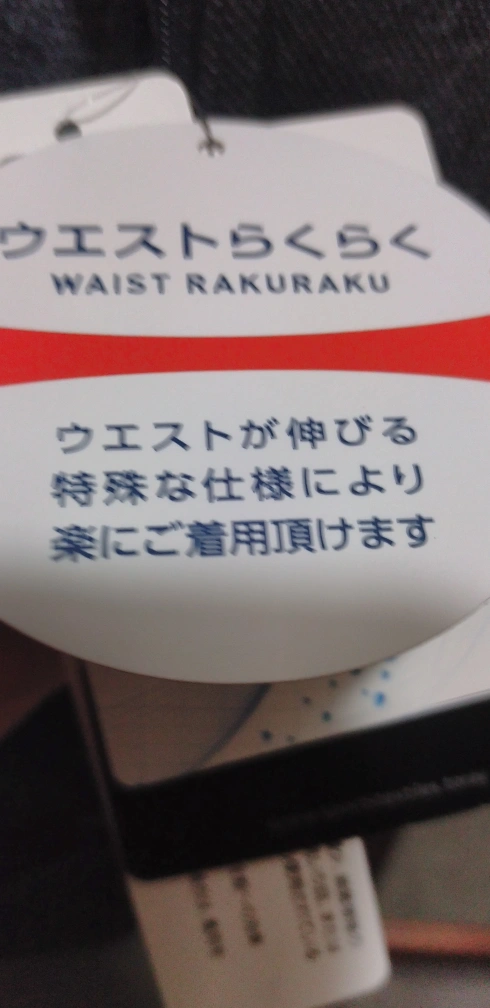 ウエストらくらく
WAIST RAKURAKU
ウエストが伸びる
特殊な仕様により
楽にご着用頂けます